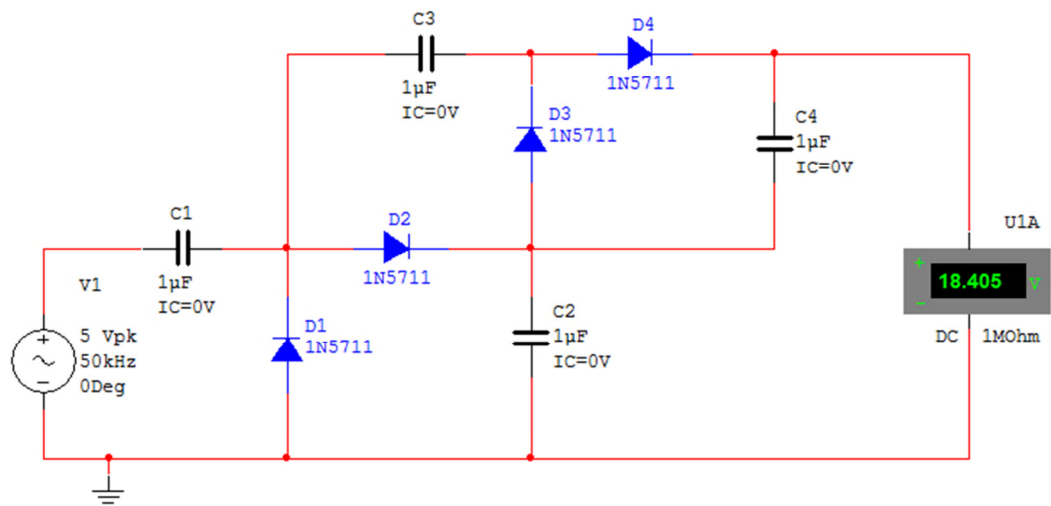 C3
1µF
IC=0V
D4
1N5711
D3
1N5711
C4
1µF
IC=0V
C1
1µF
IC=0V
D2
1N5711
U1A
+
18.405 V
−
DC 1MOhm
V1
+
5 Vpk
50kHz
0Deg
−
D1
1N5711
C2
1µF
IC=0V